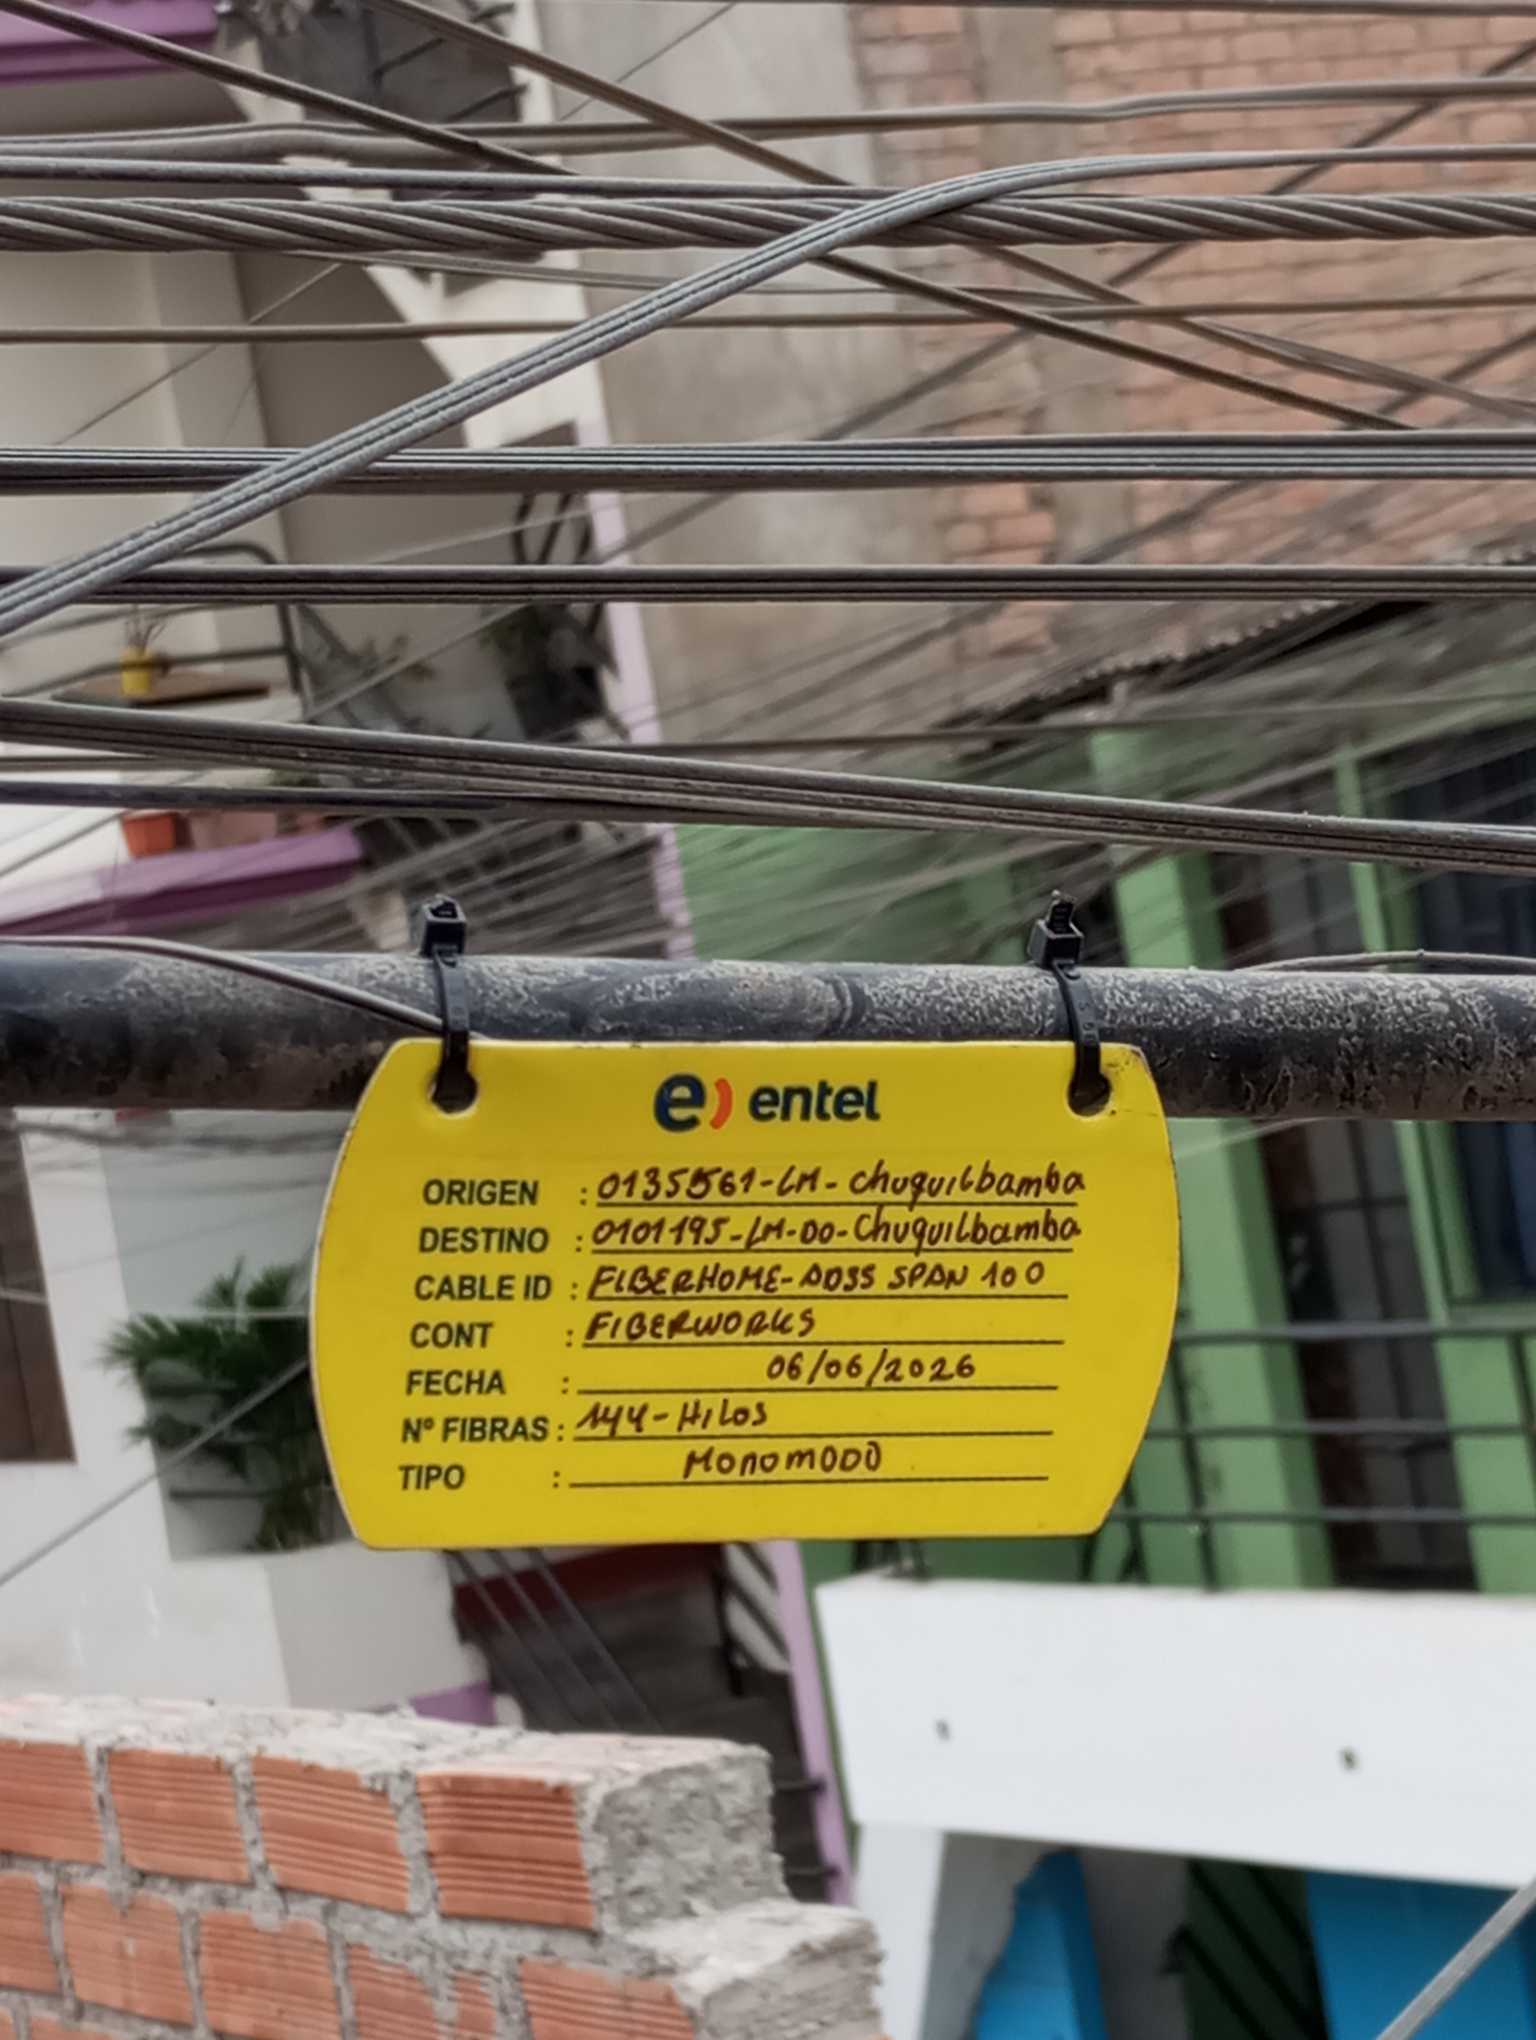 e) entel
ORIGEN : 0135561-LM-Chuquilbamba
DESTINO : 0101195-LM-DO-Chuquilbamba
CABLE ID : FIBERHOME-ADSS SPAN 100
CONT : FIBERWORKS
FECHA : 06/06/2026
Nº FIBRAS : 144-Hilos
TIPO : MonomODO